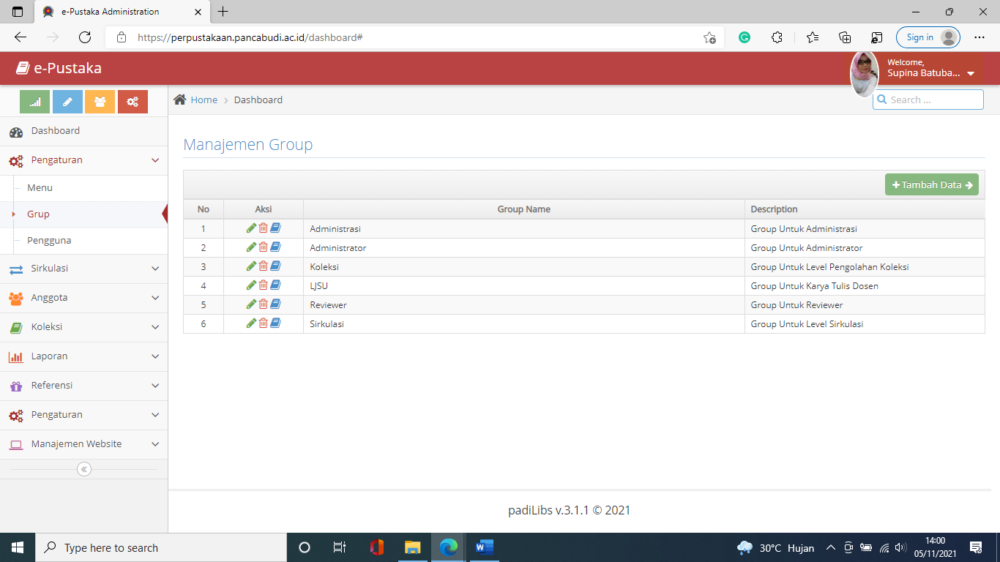 e-Pustaka Administration
https://perpustakaan.pancabudi.ac.id/dashboard#
Sign in
e-Pustaka
Welcome,
Supina Batuba...
Home > Dashboard
Search ...
Dashboard
Pengaturan
Menu
Grup
Pengguna
Sirkulasi
Anggota
Koleksi
Laporan
Referensi
Pengaturan
Manajemen Website
Manajemen Group
+ Tambah Data
No Aksi Group Name Description
1 Administrasi Group Untuk Administrasi
2 Administrator Group Untuk Administrator
3 Koleksi Group Untuk Level Pengolahan Koleksi
4 LJSU Group Untuk Karya Tulis Dosen
5 Reviewer Group Untuk Reviewer
6 Sirkulasi Group Untuk Level Sirkulasi
padiLibs v.3.1.1 © 2021
Type here to search
30°C Hujan
14:00
05/11/2021